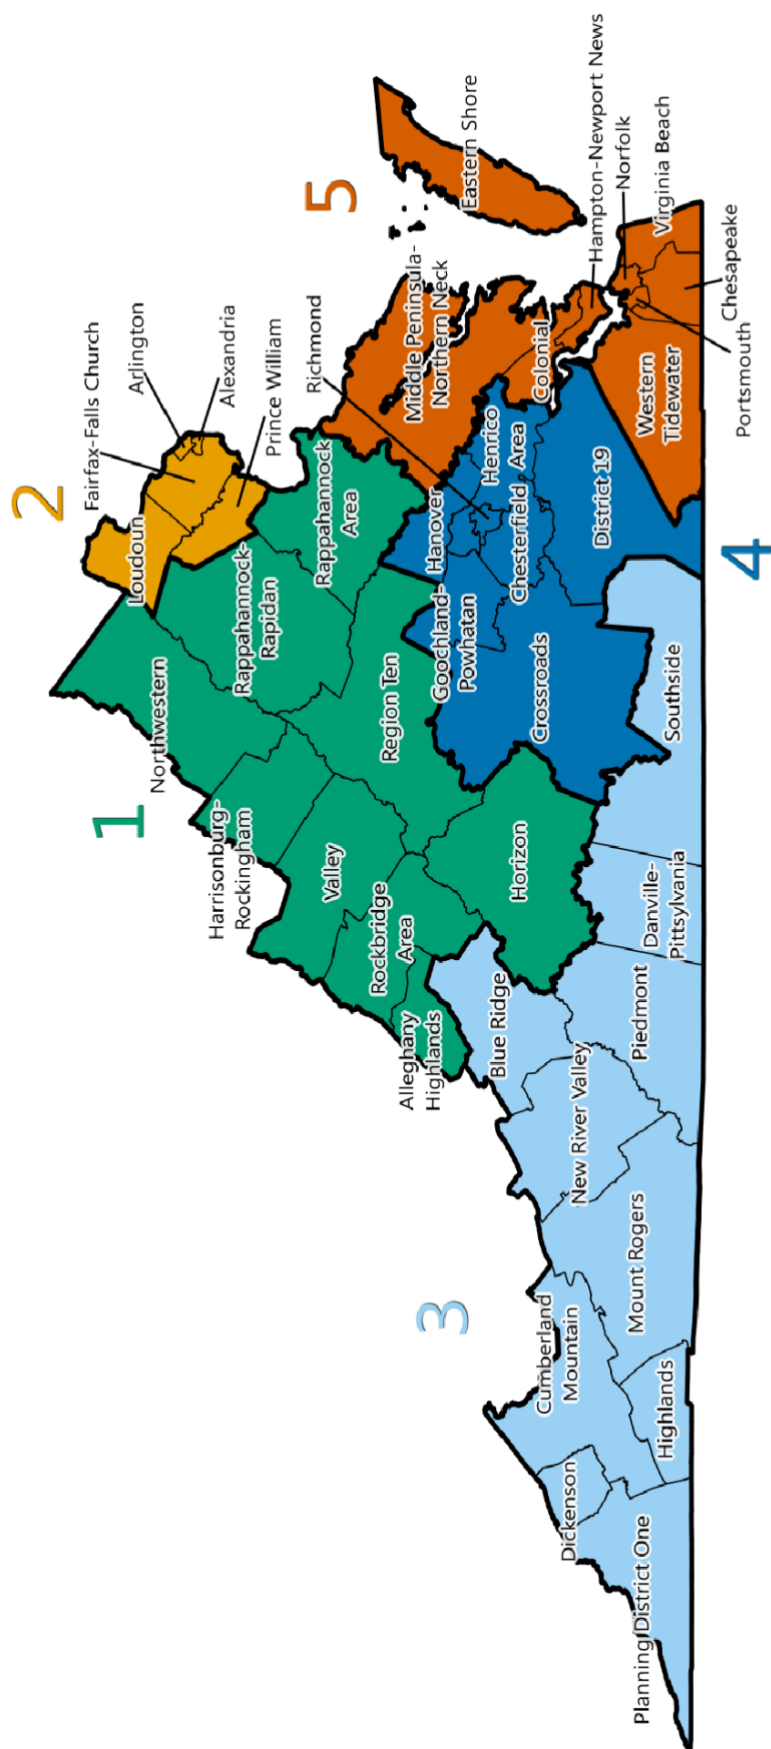 1
2
3
4
5
Northwestern
Harrisonburg-
Rockingham
Valley
Rockbridge
Area
Alleghany
Highlands
Rappahannock-
Rapidan
Rappahannock
Area
Region Ten
Horizon
Loudoun
Fairfax-Falls Church
Arlington
Alexandria
Prince William
Planning District One
Dickenson
Cumberland
Mountain
Highlands
Mount Rogers
New River Valley
Blue Ridge
Piedmont
Danville-
Pittsylvania
Southside
Crossroads
Goochland-
Powhatan
Hanover
Richmond
Henrico
Area
Chesterfield
District 19
Middle Peninsula-
Northern Neck
Eastern Shore
Colonial
Hampton-Newport News
Norfolk
Virginia Beach
Chesapeake
Portsmouth
Western
Tidewater